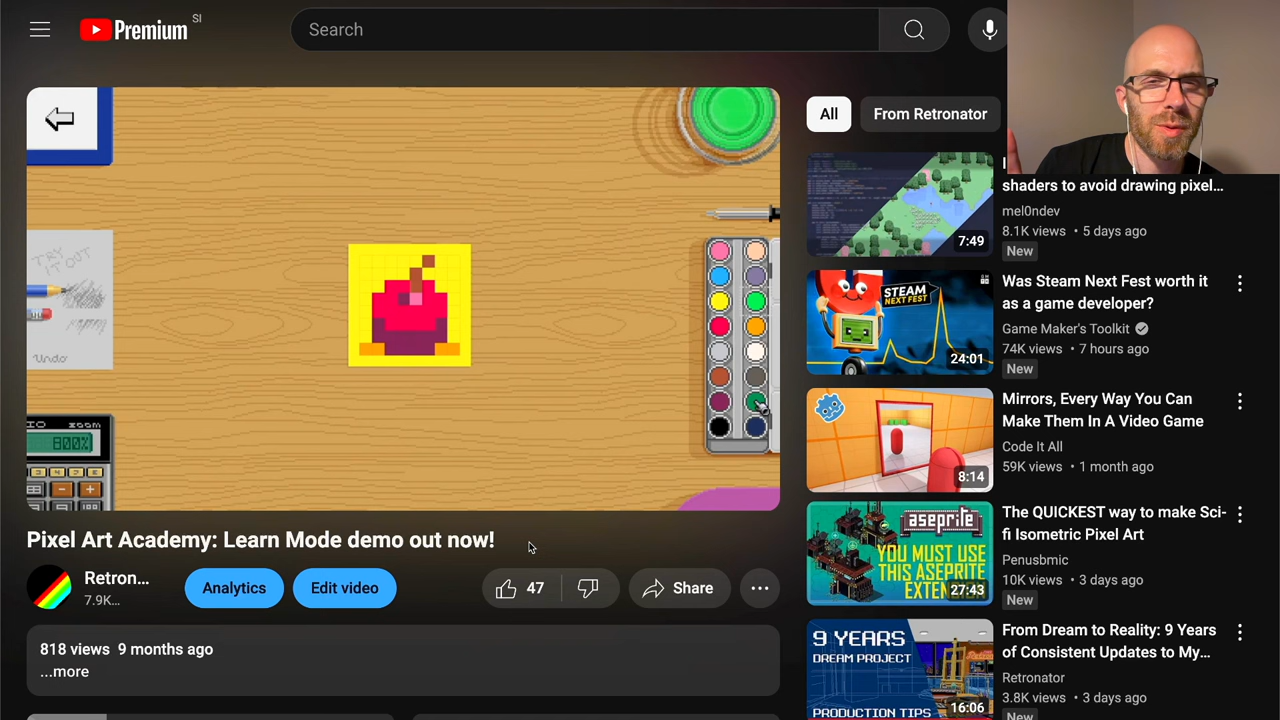 Premium SI
Search
TRY
IT OUT
Undo
ZOOM
800%
Pixel Art Academy: Learn Mode demo out now!
Retron...
7.9K...
Analytics
Edit video
47
Share
818 views 9 months ago
...more
All
From Retronator
7:49
shaders to avoid drawing pixel...
mel0ndev
8.1K views • 5 days ago
New
STEAM
NEXT FEST
24:01
Was Steam Next Fest worth it
as a game developer?
Game Maker's Toolkit
74K views • 7 hours ago
New
8:14
Mirrors, Every Way You Can
Make Them In A Video Game
Code It All
59K views • 1 month ago
aseprite
YOU MUST USE
THIS ASEPRITE
EXTEN
27:43
The QUICKEST way to make Sci-
fi Isometric Pixel Art
Penusbmic
10K views • 3 days ago
New
9 YEARS
DREAM PROJECT
PRODUCTION TIPS
16:06
From Dream to Reality: 9 Years
of Consistent Updates to My...
Retronator
3.8K views • 3 days ago
New